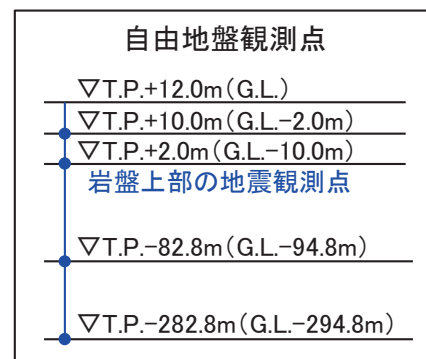 自由地盤観測点
▽T.P.+12.0m(G.L.)
▽T.P.+10.0m(G.L.-2.0m)
▽T.P.+2.0m(G.L.-10.0m)
岩盤上部の地震観測点
▽T.P.-82.8m(G.L.-94.8m)
▽T.P.-282.8m(G.L.-294.8m)